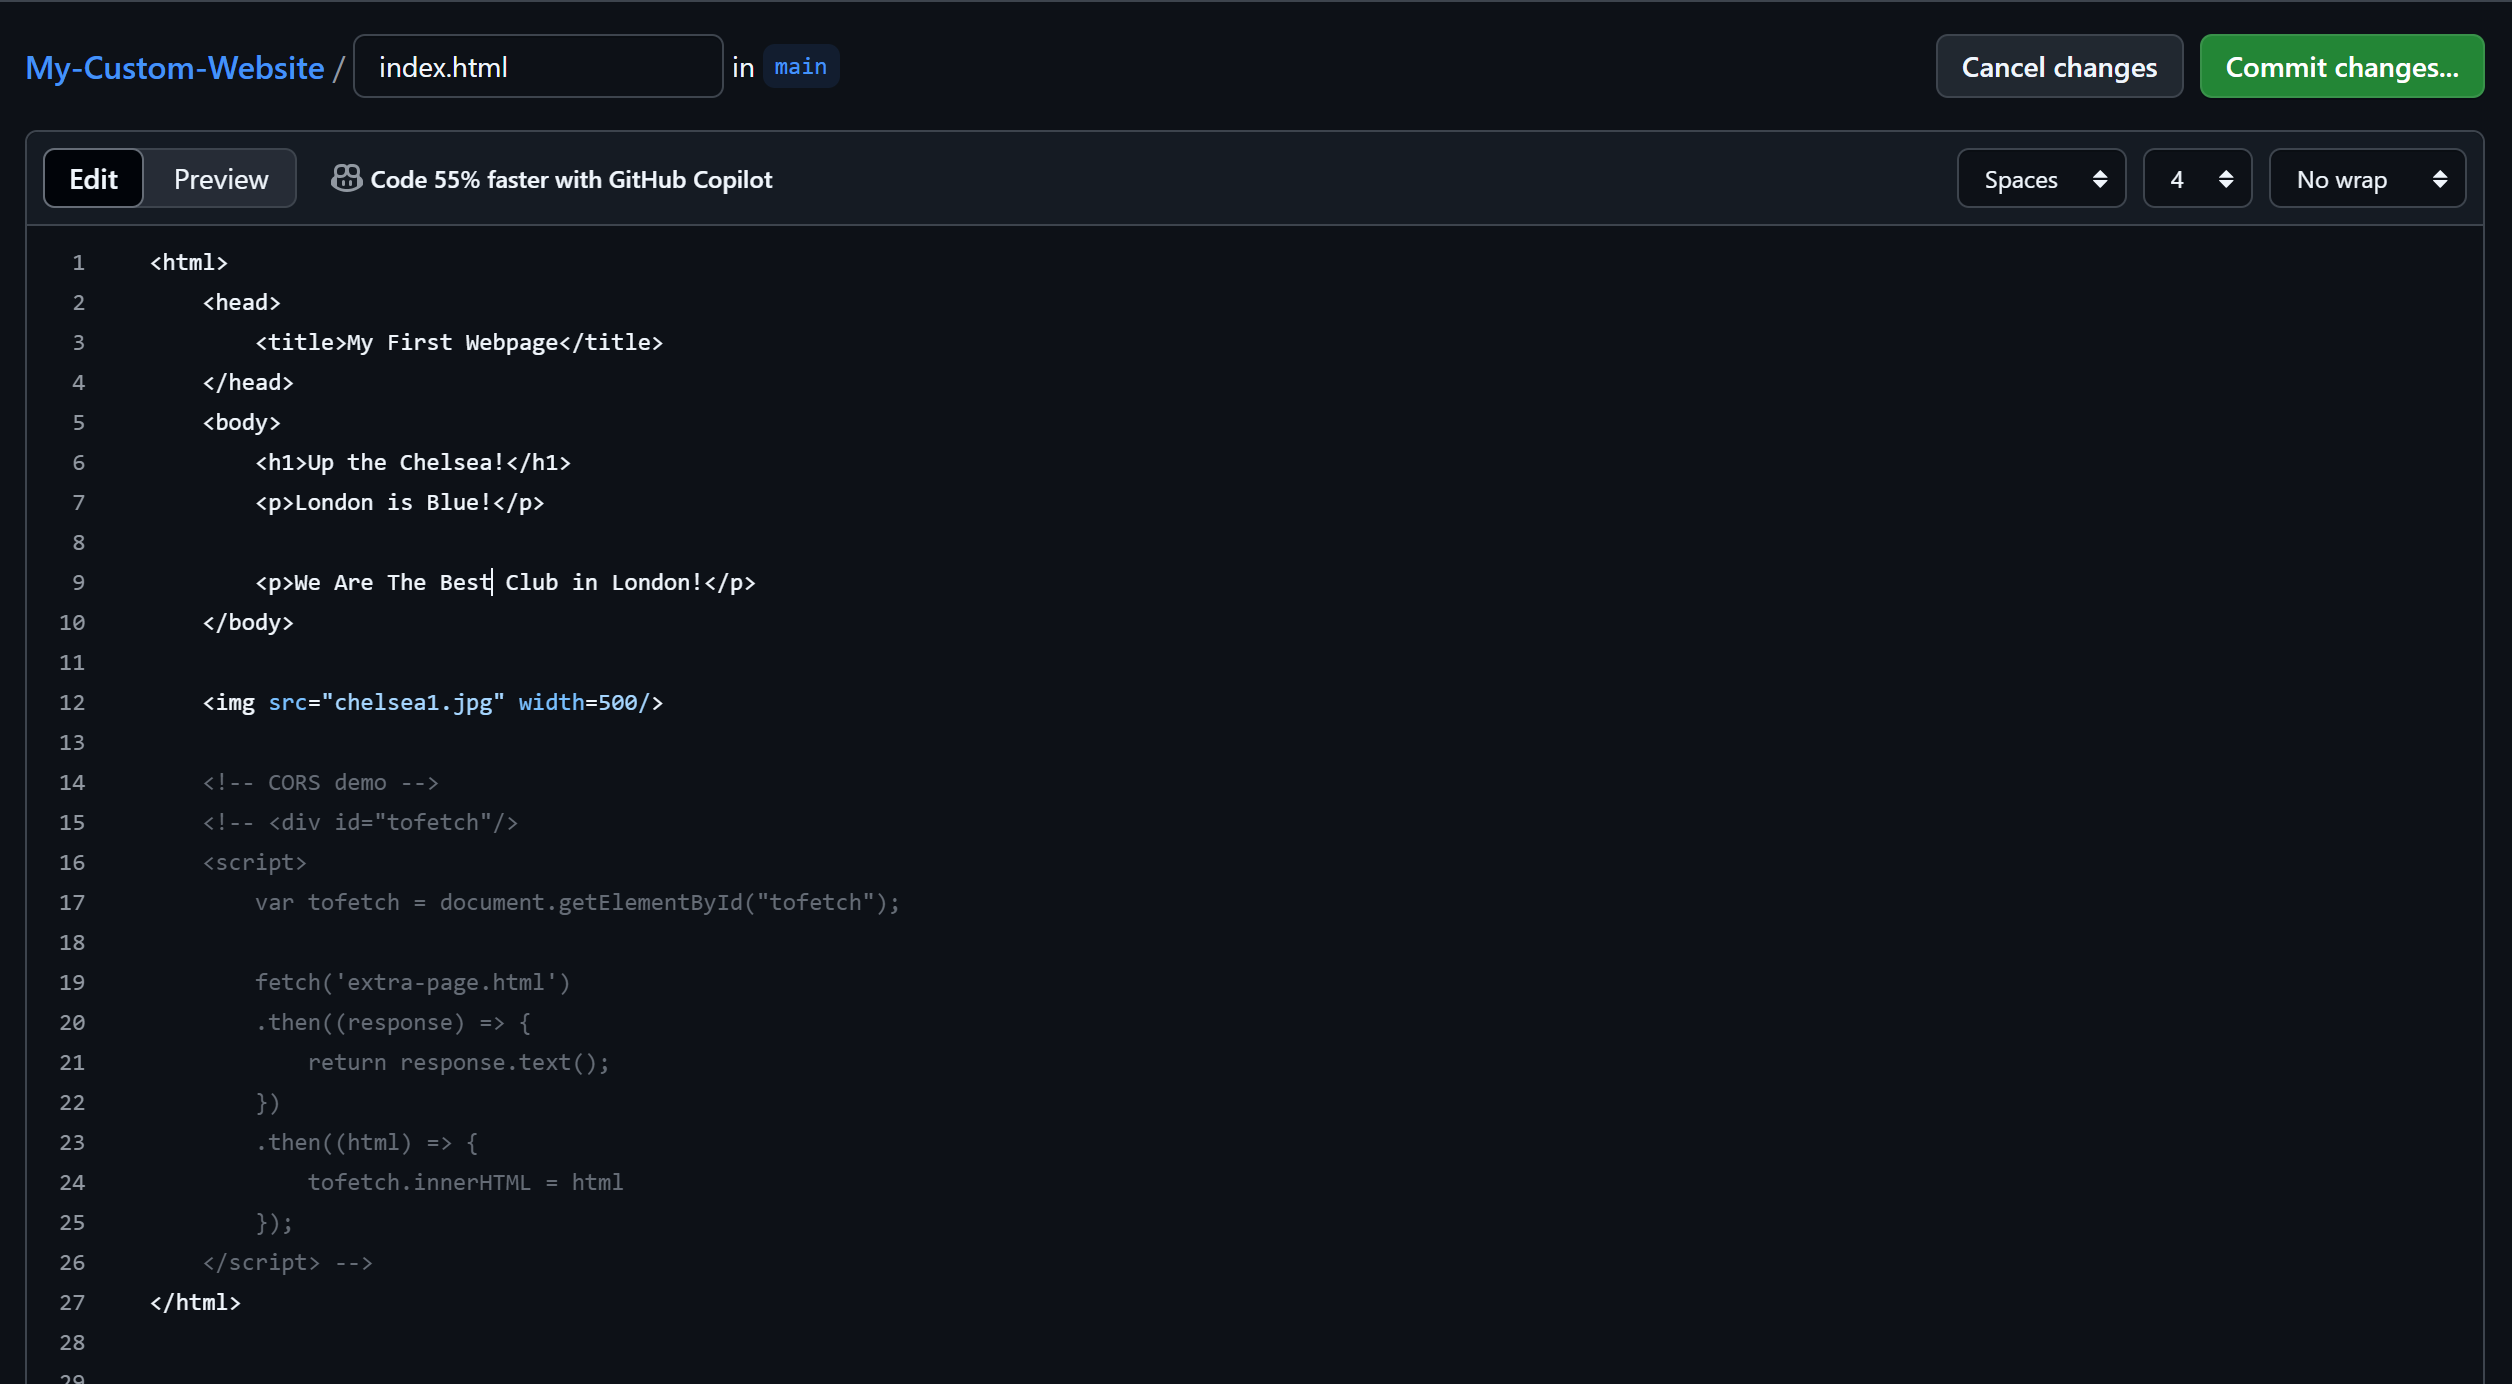 My-Custom-Website / index.html in main Cancel changes Commit changes...
Edit Preview Code 55% faster with GitHub Copilot Spaces 4 No wrap
1 <html>
2     <head>
3         <title>My First Webpage</title>
4     </head>
5     <body>
6         <h1>Up the Chelsea!</h1>
7         <p>London is Blue!</p>
8
9         <p>We Are The Best Club in London!</p>
10     </body>
11
12     <img src="chelsea1.jpg" width=500/>
13
14     <!-- CORS demo -->
15     <!-- <div id="tofetch"/>
16     <script>
17         var tofetch = document.getElementById("tofetch");
18
19         fetch('extra-page.html')
20         .then((response) => {
21             return response.text();
22         })
23         .then((html) => {
24             tofetch.innerHTML = html
25         });
26     </script> -->
27 </html>
28
29